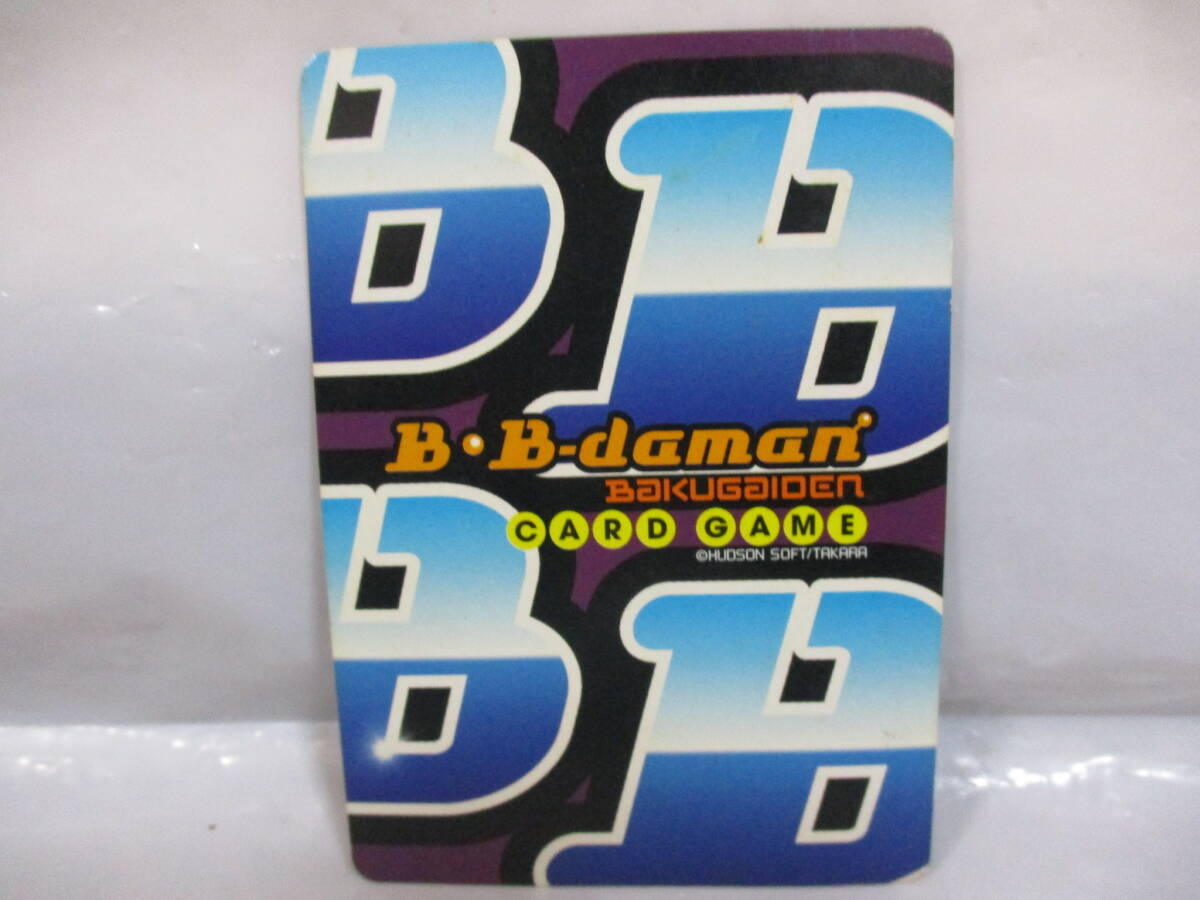 B
B
B•B-daman
BAKUGAIDEN
CARD GAME
©HUDSON SOFT/TAKARA
B
B